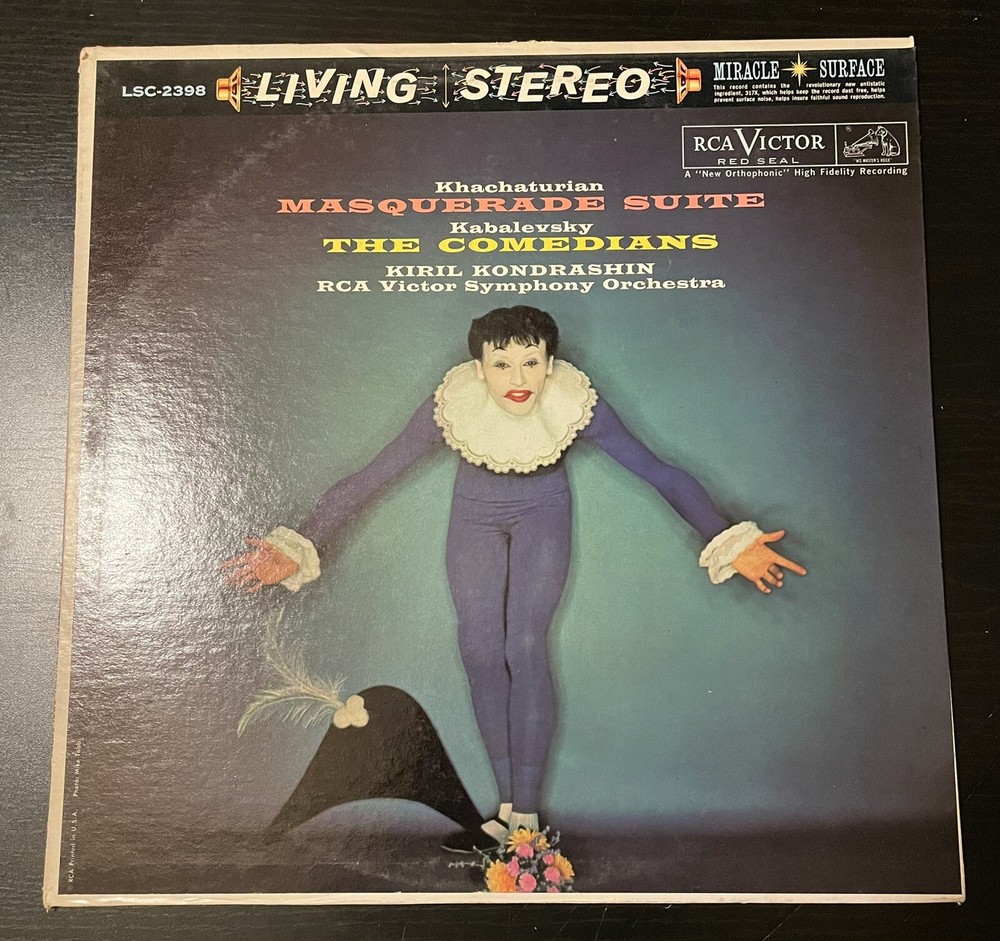 LSC-2398
LIVING STEREO
MIRACLE SURFACE
This record contains the revolutionary new antistatic
ingredient, 317X, which helps keep the record dust free, helps
prevent surface noise, helps insure faithful sound reproduction.
RCA VICTOR
RED SEAL
"HIS MASTER'S VOICE"
A "New Orthophonic" High Fidelity Recording
Khachaturian
MASQUERADE SUITE
Kabalevsky
THE COMEDIANS
KIRIL KONDRASHIN
RCA Victor Symphony Orchestra
RCA Printed in U.S.A. Photo: Mike